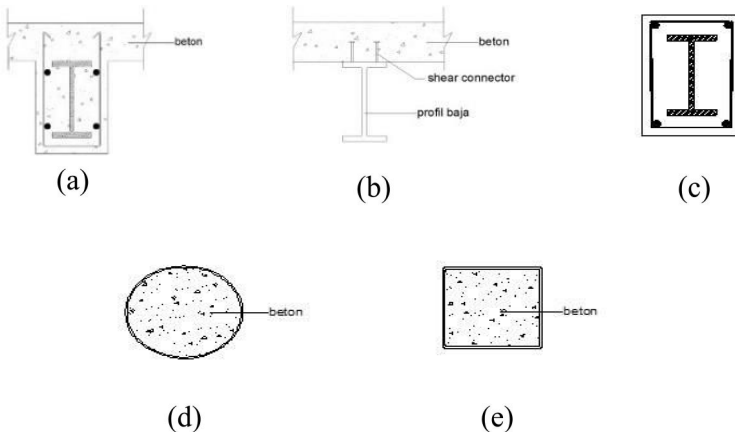 beton
beton
shear connector
profil baja
(a)
(b)
(c)
beton
beton
(d)
(e)